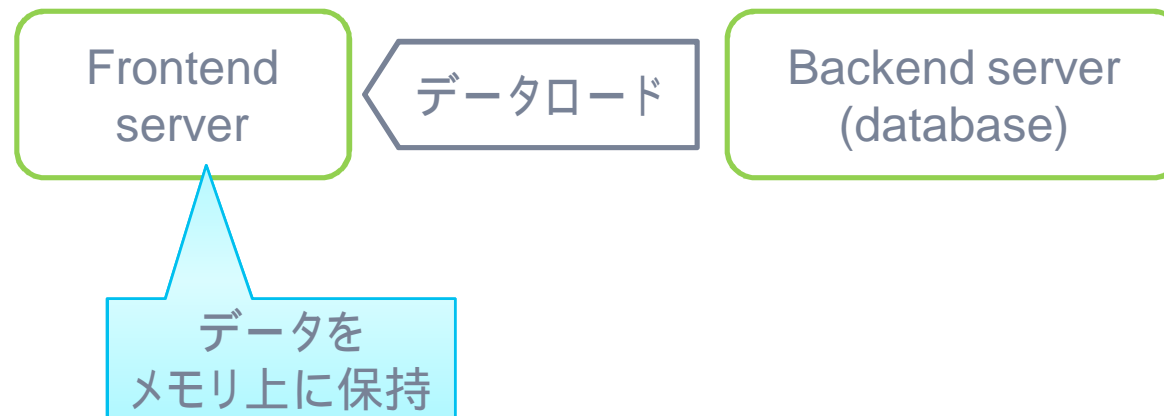 Frontend
server
データロード
Backend server
(database)
データを
メモリ上に保持